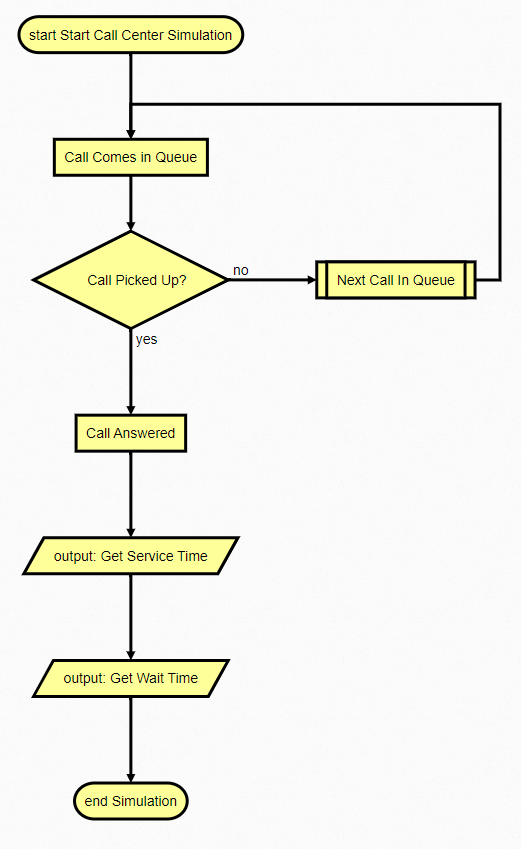 start Start Call Center Simulation
Call Comes in Queue
Call Picked Up?
no
Next Call In Queue
yes
Call Answered
output: Get Service Time
output: Get Wait Time
end Simulation